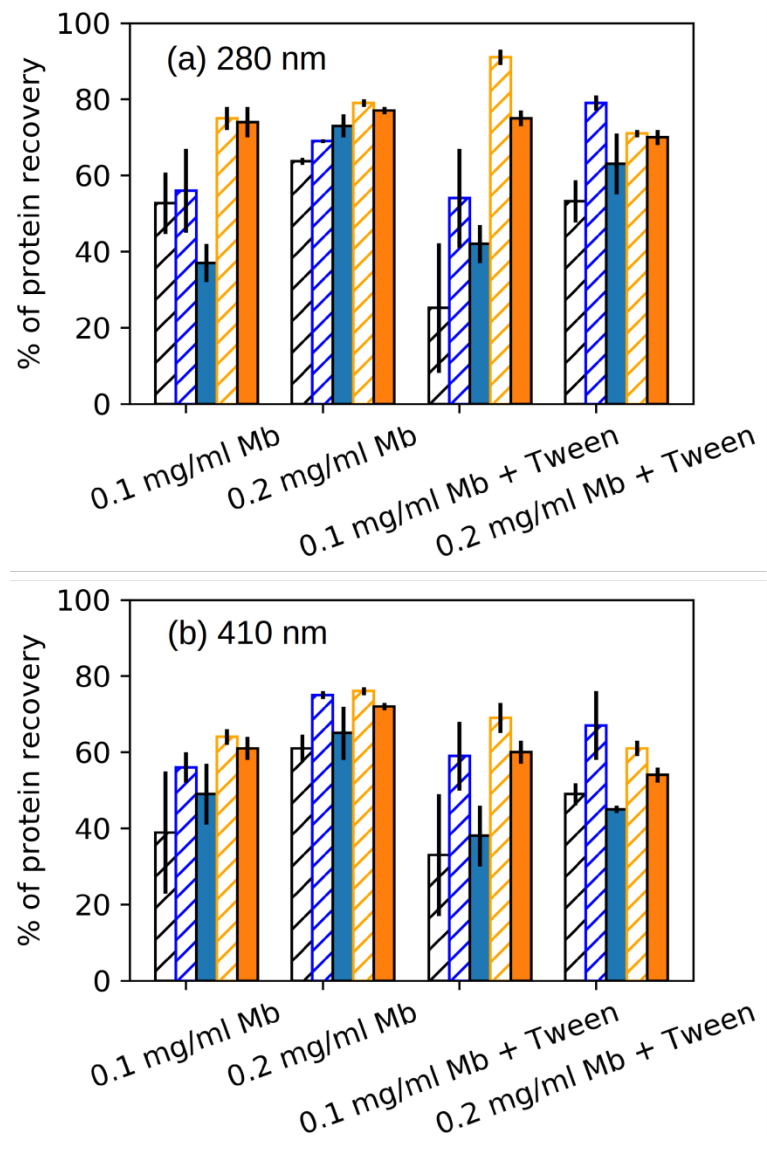 100
(a) 280 nm
80
60
40
20
0
% of protein recovery
0.1 mg/ml Mb
0.2 mg/ml Mb
0.1 mg/ml Mb + Tween
0.2 mg/ml Mb + Tween
100
(b) 410 nm
80
60
40
20
0
% of protein recovery
0.1 mg/ml Mb
0.2 mg/ml Mb
0.1 mg/ml Mb + Tween
0.2 mg/ml Mb + Tween